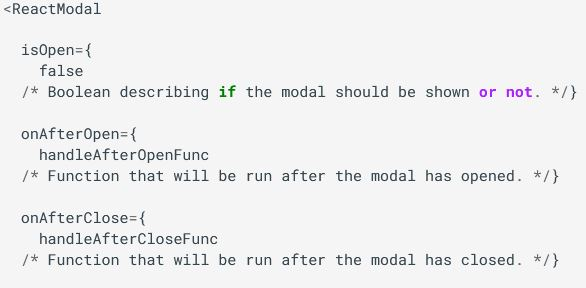 <ReactModal
isOpen={
false
/* Boolean describing if the modal should be shown or not. */}
onAfterOpen={
handleAfterOpenFunc
/* Function that will be run after the modal has opened. */}
onAfterClose={
handleAfterCloseFunc
/* Function that will be run after the modal has closed. */}